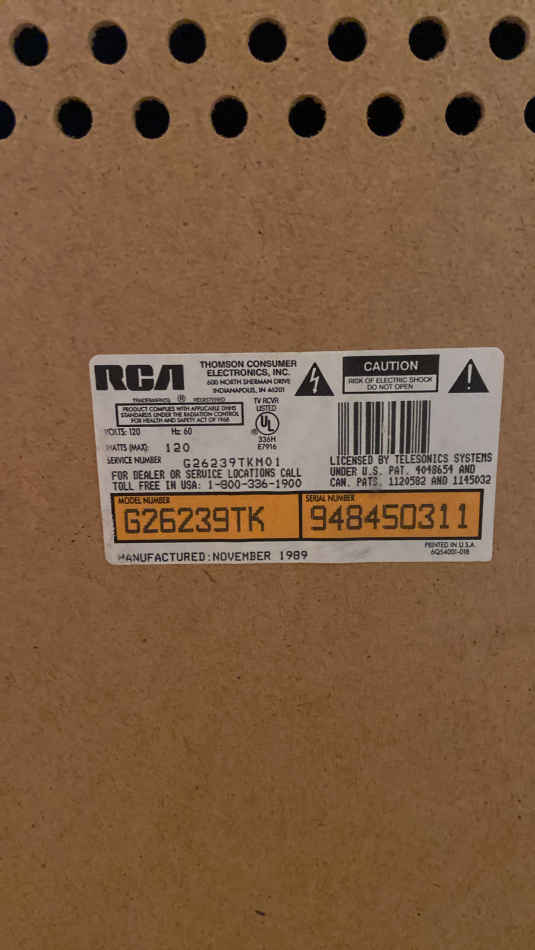 RCA
THOMSON CONSUMER
ELECTRONICS, INC.
600 NORTH SHERMAN DRIVE
INDIANAPOLIS, IN 46201
CAUTION
RISK OF ELECTRIC SHOCK
DO NOT OPEN
TRADEMARK(S) ® REGISTERED
PRODUCT COMPLIES WITH APPLICABLE DHHS
STANDARDS UNDER THE RADIATION CONTROL
FOR HEALTH AND SAFETY ACT OF 1968
TV RCVR
LISTED
UL
336H
E7916
VOLTS: 120 Hz 60
WATTS (MAX): 120
SERVICE NUMBER G26239TKM01
FOR DEALER OR SERVICE LOCATIONS CALL
TOLL FREE IN USA: 1-800-336-1900
LICENSED BY TELESONICS SYSTEMS
UNDER U.S. PAT. 4048654 AND
CAN. PATS. 1120582 AND 1145032
MODEL NUMBER
G26239TK
SERIAL NUMBER
948450311
MANUFACTURED:NOVEMBER 1989
PRINTED IN U.S.A.
6QS4001-018